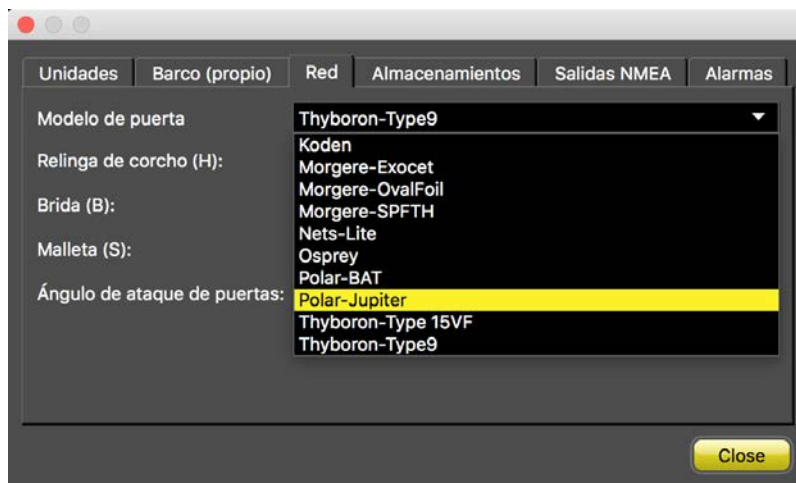 Unidades Barco (propio) Red Almacenamientos Salidas NMEA Alarmas
Modelo de puerta Thyboron-Type9
Koden
Relinga de corcho (H): Morgere-Exocet
Morgere-OvalFoil
Brida (B): Morgere-SPFTH
Nets-Lite
Malleta (S): Osprey
Polar-BAT
Ángulo de ataque de puertas: Polar-Jupiter
Thyboron-Type 15VF
Thyboron-Type9
Close